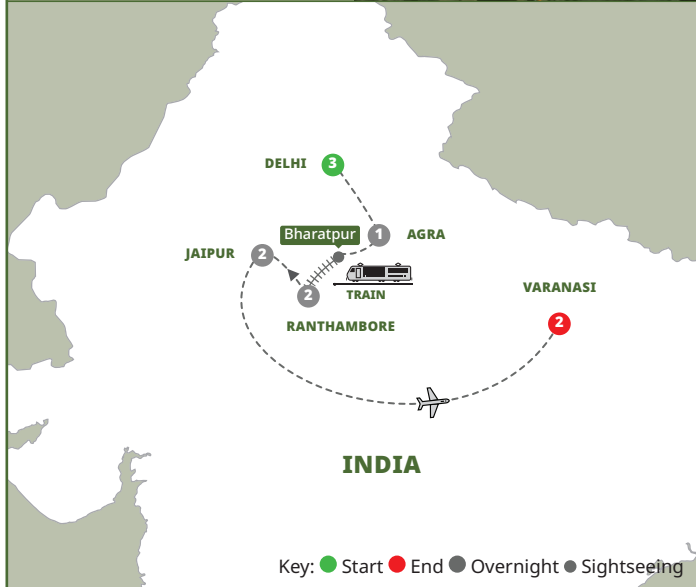 DELHI 3
Bharatpur
1 AGRA
JAIPUR 2
TRAIN
2
RANTHAMBORE
VARANASI
2
INDIA
Key: Start End Overnight Sightseeing